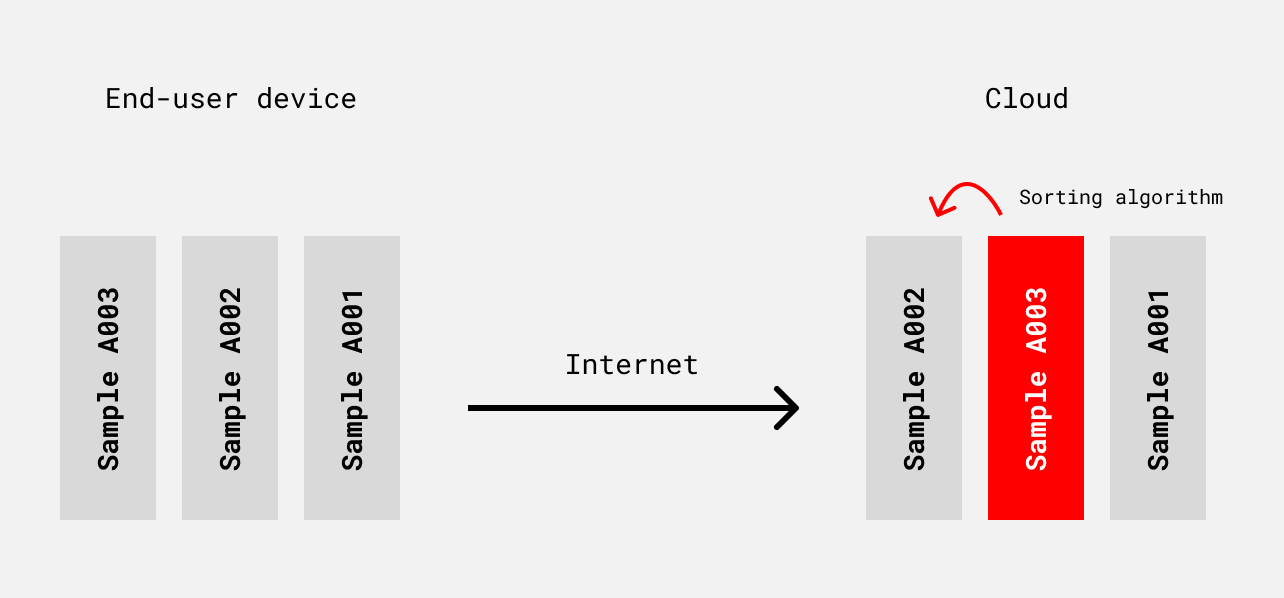 End-user device
Cloud
Sorting algorithm
Sample A003
Sample A002
Sample A001
Internet
Sample A002
Sample A003
Sample A001